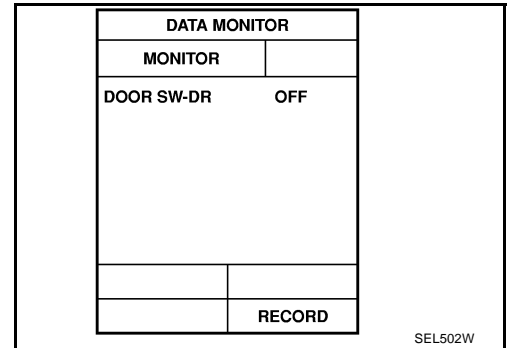 DATA MONITOR
MONITOR
DOOR SW-DR OFF
RECORD
SEL502W